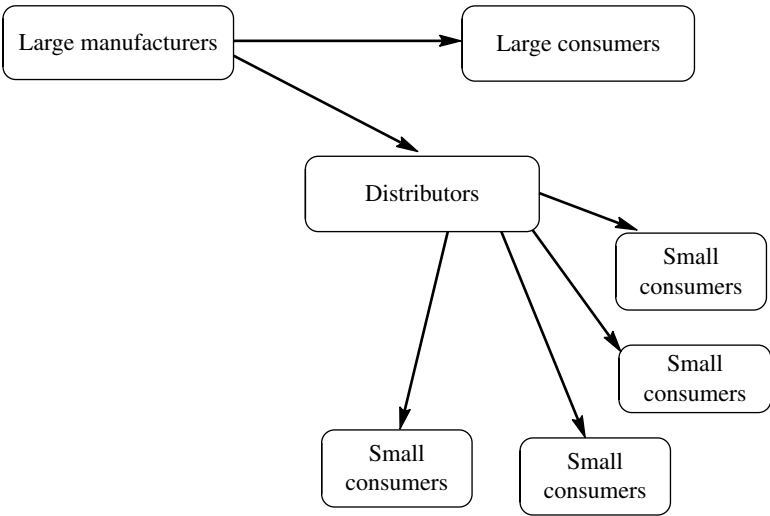 Large manufacturers
Large consumers
Distributors
Small
consumers
Small
consumers
Small
consumers
Small
consumers